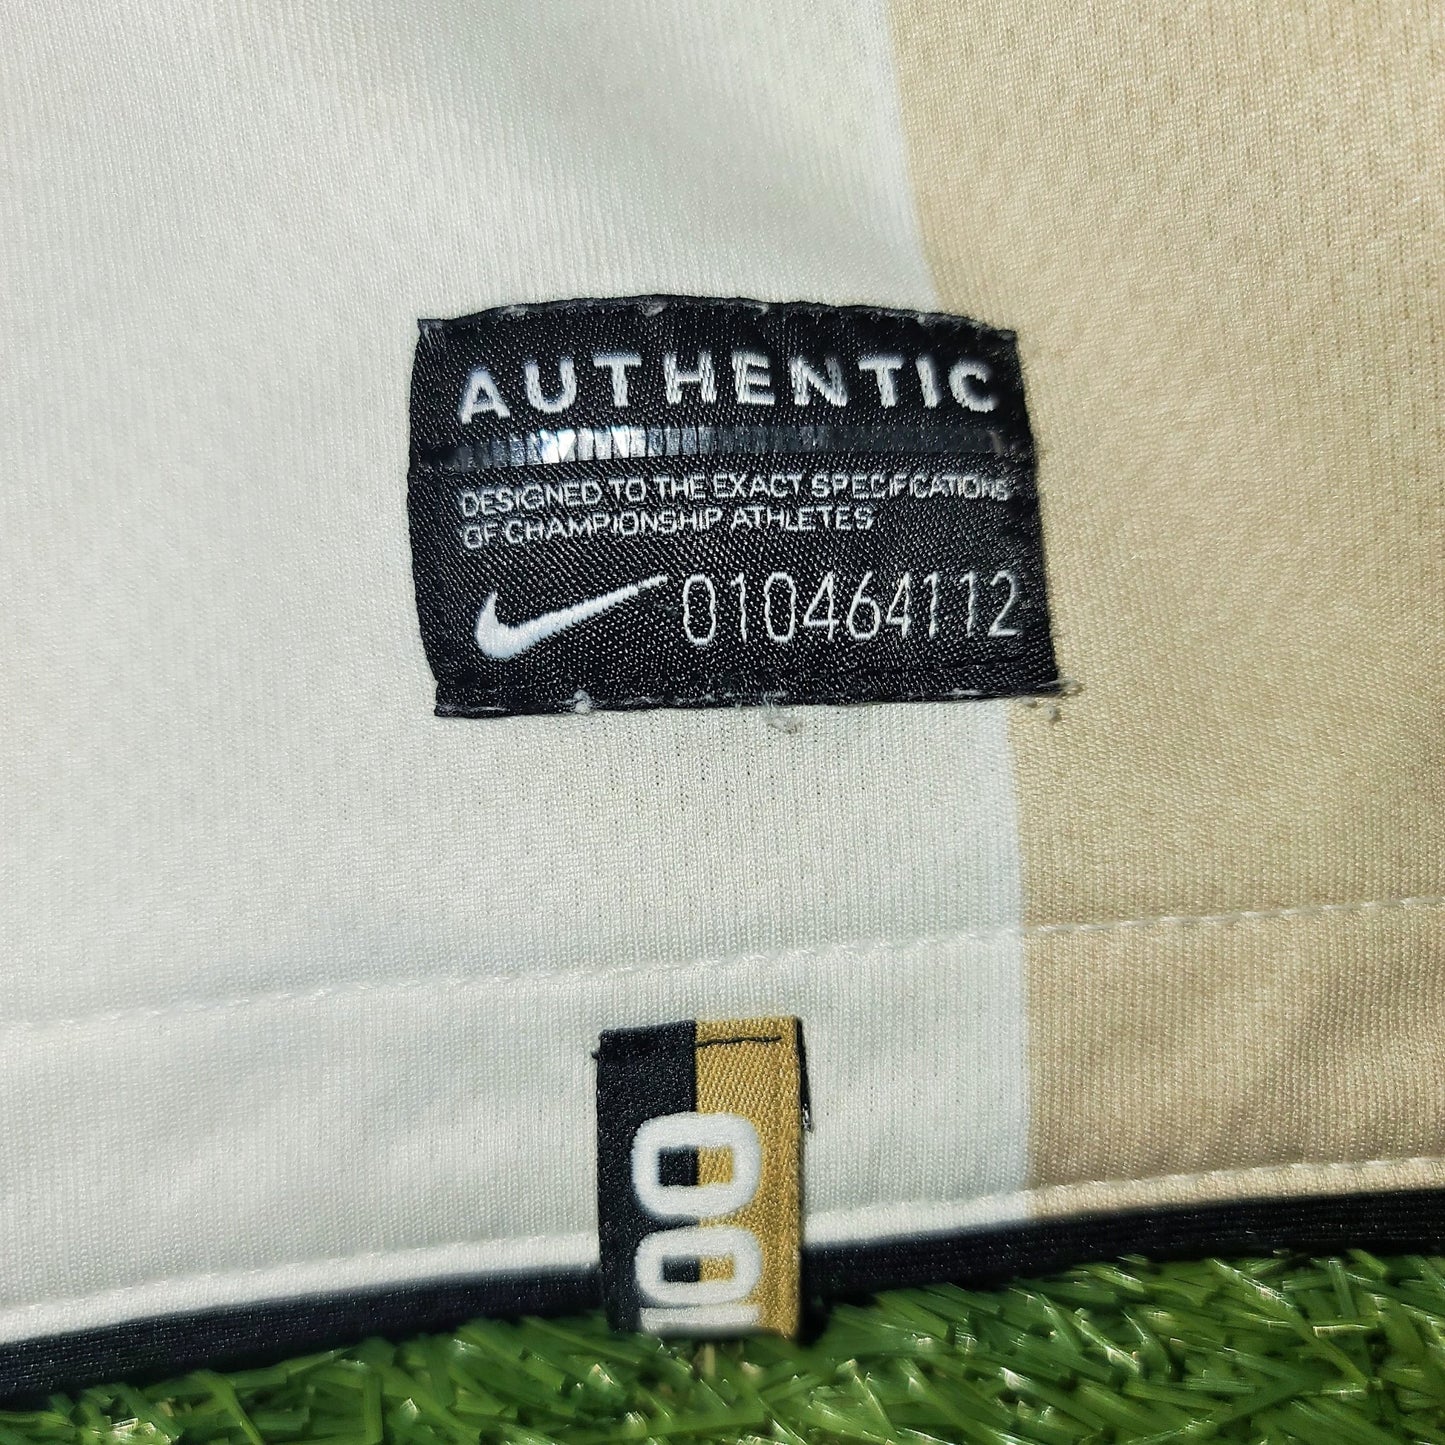 AUTHENTIC
DESIGNED TO THE EXACT SPECIFICATIONS
OF CHAMPIONSHIP ATHLETES
010464112